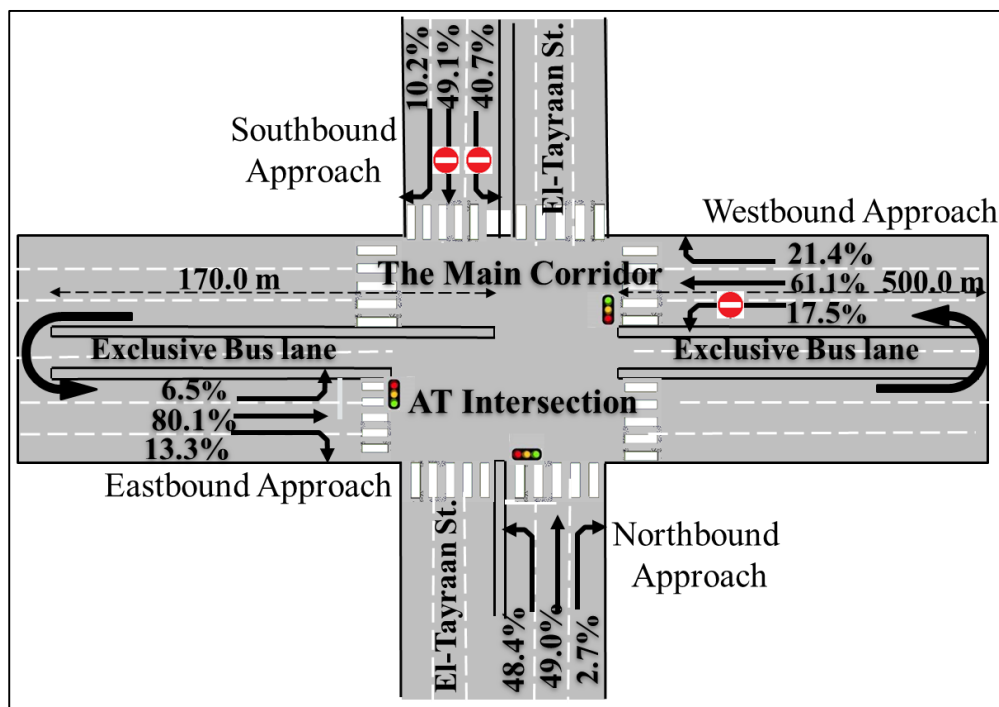 10.2%
49.1%
40.7%
El-Tayraan St.
Southbound
Approach
Westbound Approach
21.4%
170.0 m
The Main Corridor
61.1%
500.0 m
17.5%
Exclusive Bus lane
Exclusive Bus lane
6.5%
80.1%
AT Intersection
13.3%
Eastbound Approach
El-Tayraan St.
48.4%
49.0%
2.7%
Northbound
Approach